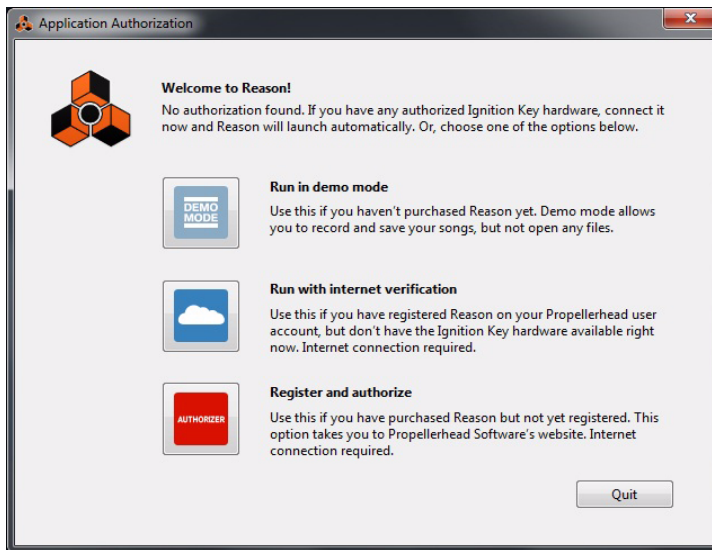 Application Authorization
Welcome to Reason!
No authorization found. If you have any authorized Ignition Key hardware, connect it
now and Reason will launch automatically. Or, choose one of the options below.
DEMO
MODE
Run in demo mode
Use this if you haven't purchased Reason yet. Demo mode allows
you to record and save your songs, but not open any files.
Run with internet verification
Use this if you have registered Reason on your Propellerhead user
account, but don't have the Ignition Key hardware available right
now. Internet connection required.
AUTHORIZER
Register and authorize
Use this if you have purchased Reason but not yet registered. This
option takes you to Propellerhead Software's website. Internet
connection required.
Quit